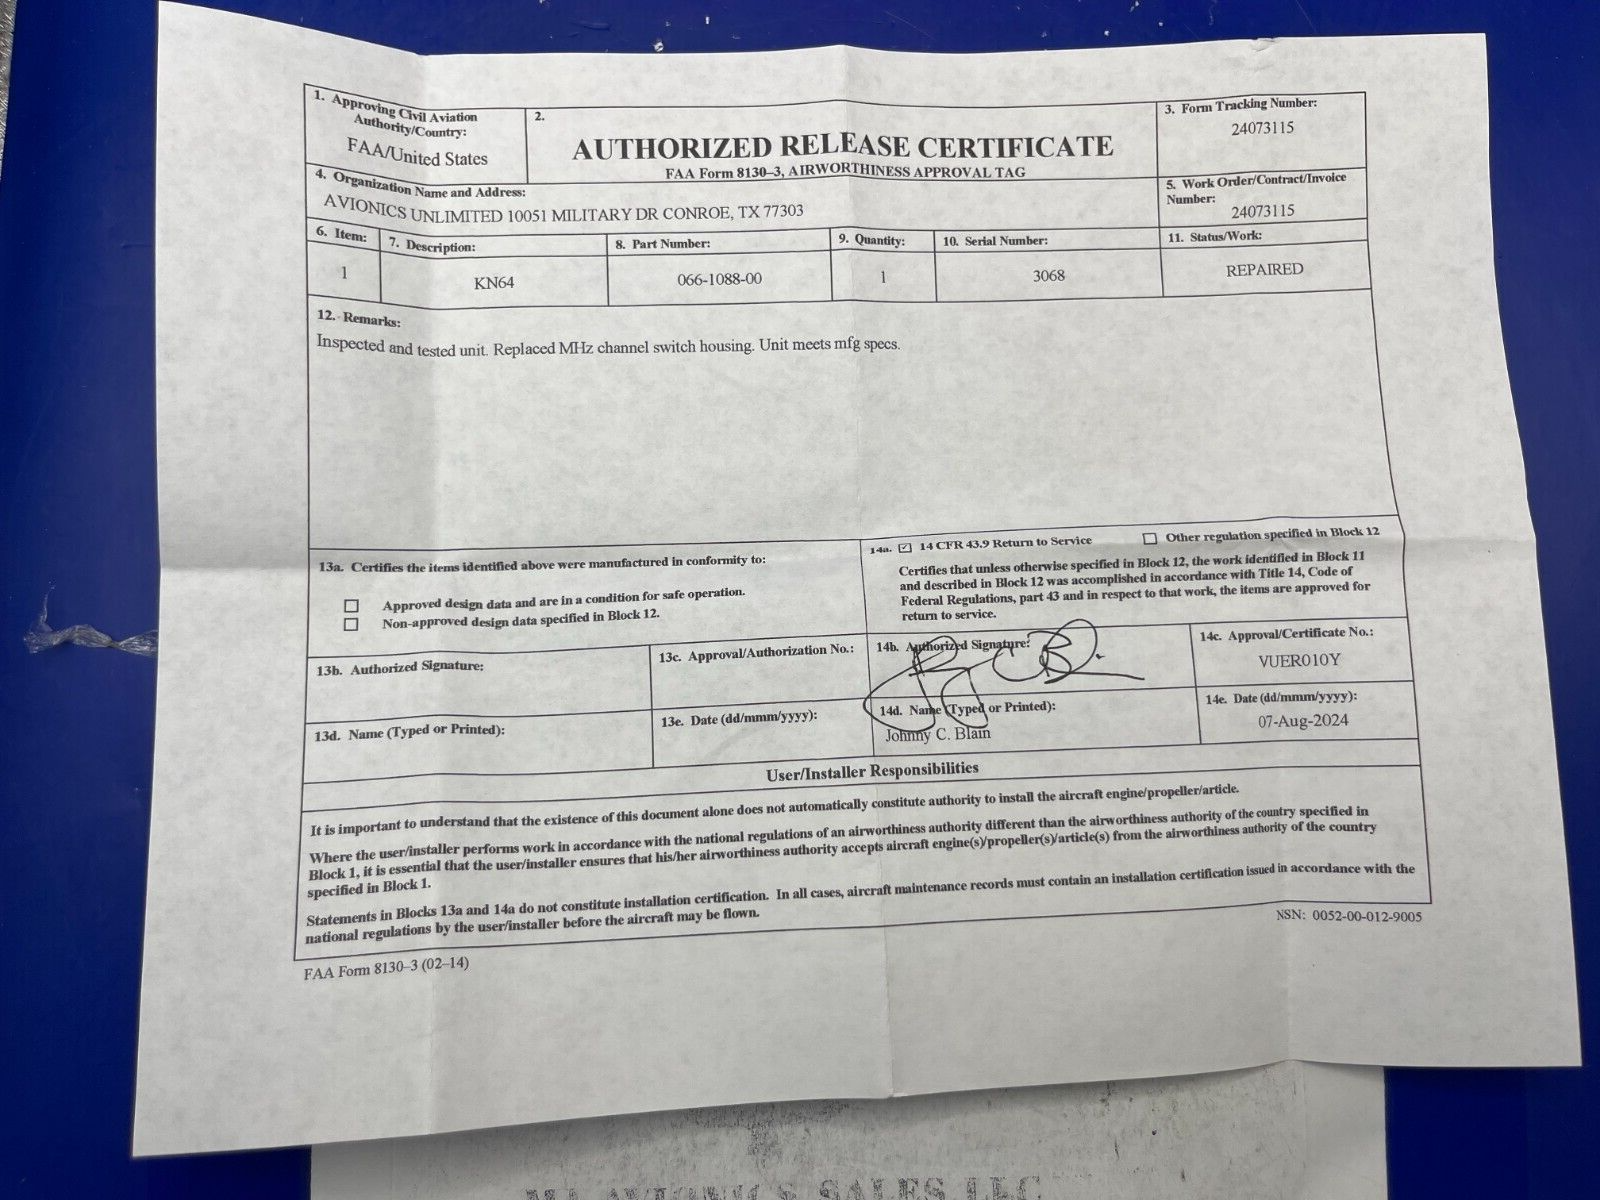 1. Approving Civil Aviation
Authority/Country:
FAA/United States
2.
AUTHORIZED RELEASE CERTIFICATE
FAA Form 8130–3, AIRWORTHINESS APPROVAL TAG
3. Form Tracking Number:
24073115
4. Organization Name and Address:
AVIONICS UNLIMITED 10051 MILITARY DR CONROE, TX 77303
5. Work Order/Contract/Invoice
Number:
24073115
6. Item:
7. Description:
8. Part Number:
9. Quantity:
10. Serial Number:
11. Status/Work:
1
KN64
066-1088-00
1
3068
REPAIRED
12. Remarks:
Inspected and tested unit. Replaced MHz channel switch housing. Unit meets mfg specs.
13a. Certifies the items identified above were manufactured in conformity to:
☐ Approved design data and are in a condition for safe operation.
☐ Non-approved design data specified in Block 12.
14a. ☑ 14 CFR 43.9 Return to Service ☐ Other regulation specified in Block 12
Certifies that unless otherwise specified in Block 12, the work identified in Block 11
and described in Block 12 was accomplished in accordance with Title 14, Code of
Federal Regulations, part 43 and in respect to that work, the items are approved for
return to service.
13b. Authorized Signature:
13c. Approval/Authorization No.:
14b. Authorized Signature:
14c. Approval/Certificate No.:
VUER010Y
13d. Name (Typed or Printed):
13e. Date (dd/mmm/yyyy):
14d. Name (Typed or Printed):
Johnny C. Blain
14e. Date (dd/mmm/yyyy):
07-Aug-2024
User/Installer Responsibilities
It is important to understand that the existence of this document alone does not automatically constitute authority to install the aircraft engine/propeller/article.
Where the user/installer performs work in accordance with the national regulations of an airworthiness authority different than the airworthiness authority of the country specified in
Block 1, it is essential that the user/installer ensures that his/her airworthiness authority accepts aircraft engine(s)/propeller(s)/article(s) from the airworthiness authority of the country
specified in Block 1.
Statements in Blocks 13a and 14a do not constitute installation certification. In all cases, aircraft maintenance records must contain an installation certification issued in accordance with the
national regulations by the user/installer before the aircraft may be flown.
FAA Form 8130–3 (02–14)
NSN: 0052-00-012-9005
AVIONICS SALES LLC